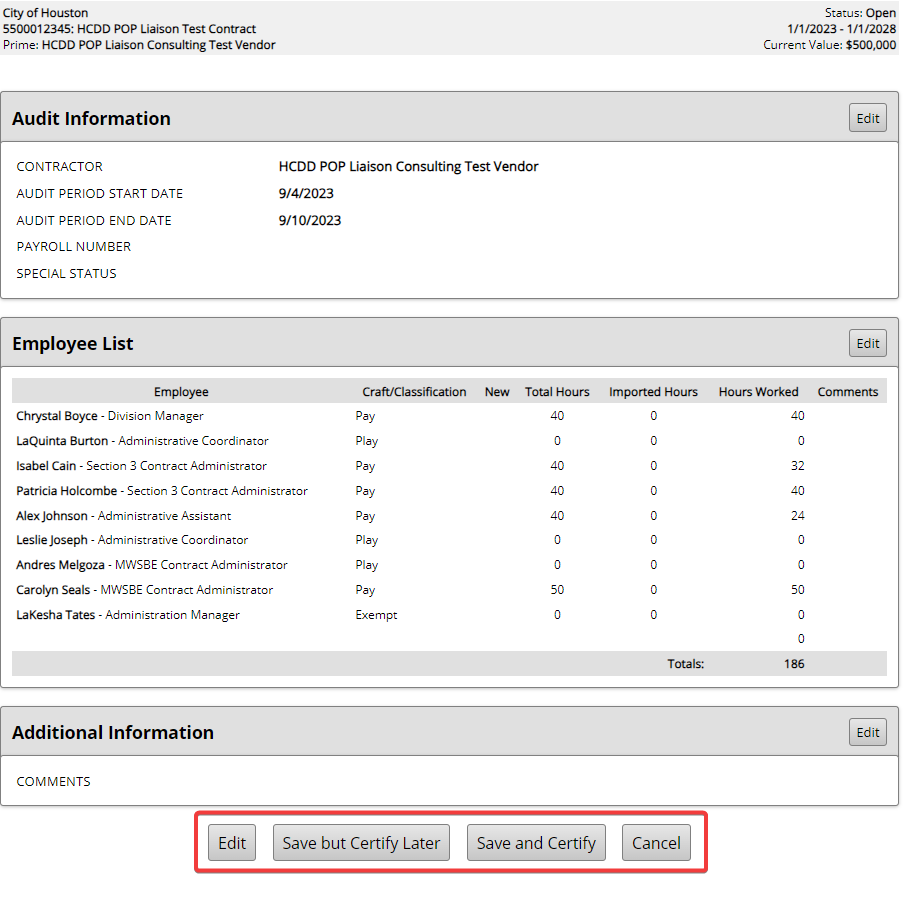 City of Houston Status: Open
5500012345: HCDD POP Liaison Test Contract 1/1/2023 - 1/1/2028
Prime: HCDD POP Liaison Consulting Test Vendor Current Value: $500,000
Audit Information Edit
CONTRACTOR HCDD POP Liaison Consulting Test Vendor
AUDIT PERIOD START DATE 9/4/2023
AUDIT PERIOD END DATE 9/10/2023
PAYROLL NUMBER
SPECIAL STATUS
Employee List Edit
Employee Craft/Classification New Total Hours Imported Hours Hours Worked Comments
Chrystal Boyce - Division Manager Pay 40 0 40
LaQuinta Burton - Administrative Coordinator Play 0 0 0
Isabel Cain - Section 3 Contract Administrator Pay 40 0 32
Patricia Holcombe - Section 3 Contract Administrator Pay 40 0 40
Alex Johnson - Administrative Assistant Pay 40 0 24
Leslie Joseph - Administrative Coordinator Play 0 0 0
Andres Melgoza - MWSBE Contract Administrator Play 0 0 0
Carolyn Seals - MWSBE Contract Administrator Pay 50 0 50
LaKesha Tates - Administration Manager Exempt 0 0 0
0
Totals: 186
Additional Information Edit
COMMENTS
Edit Save but Certify Later Save and Certify Cancel